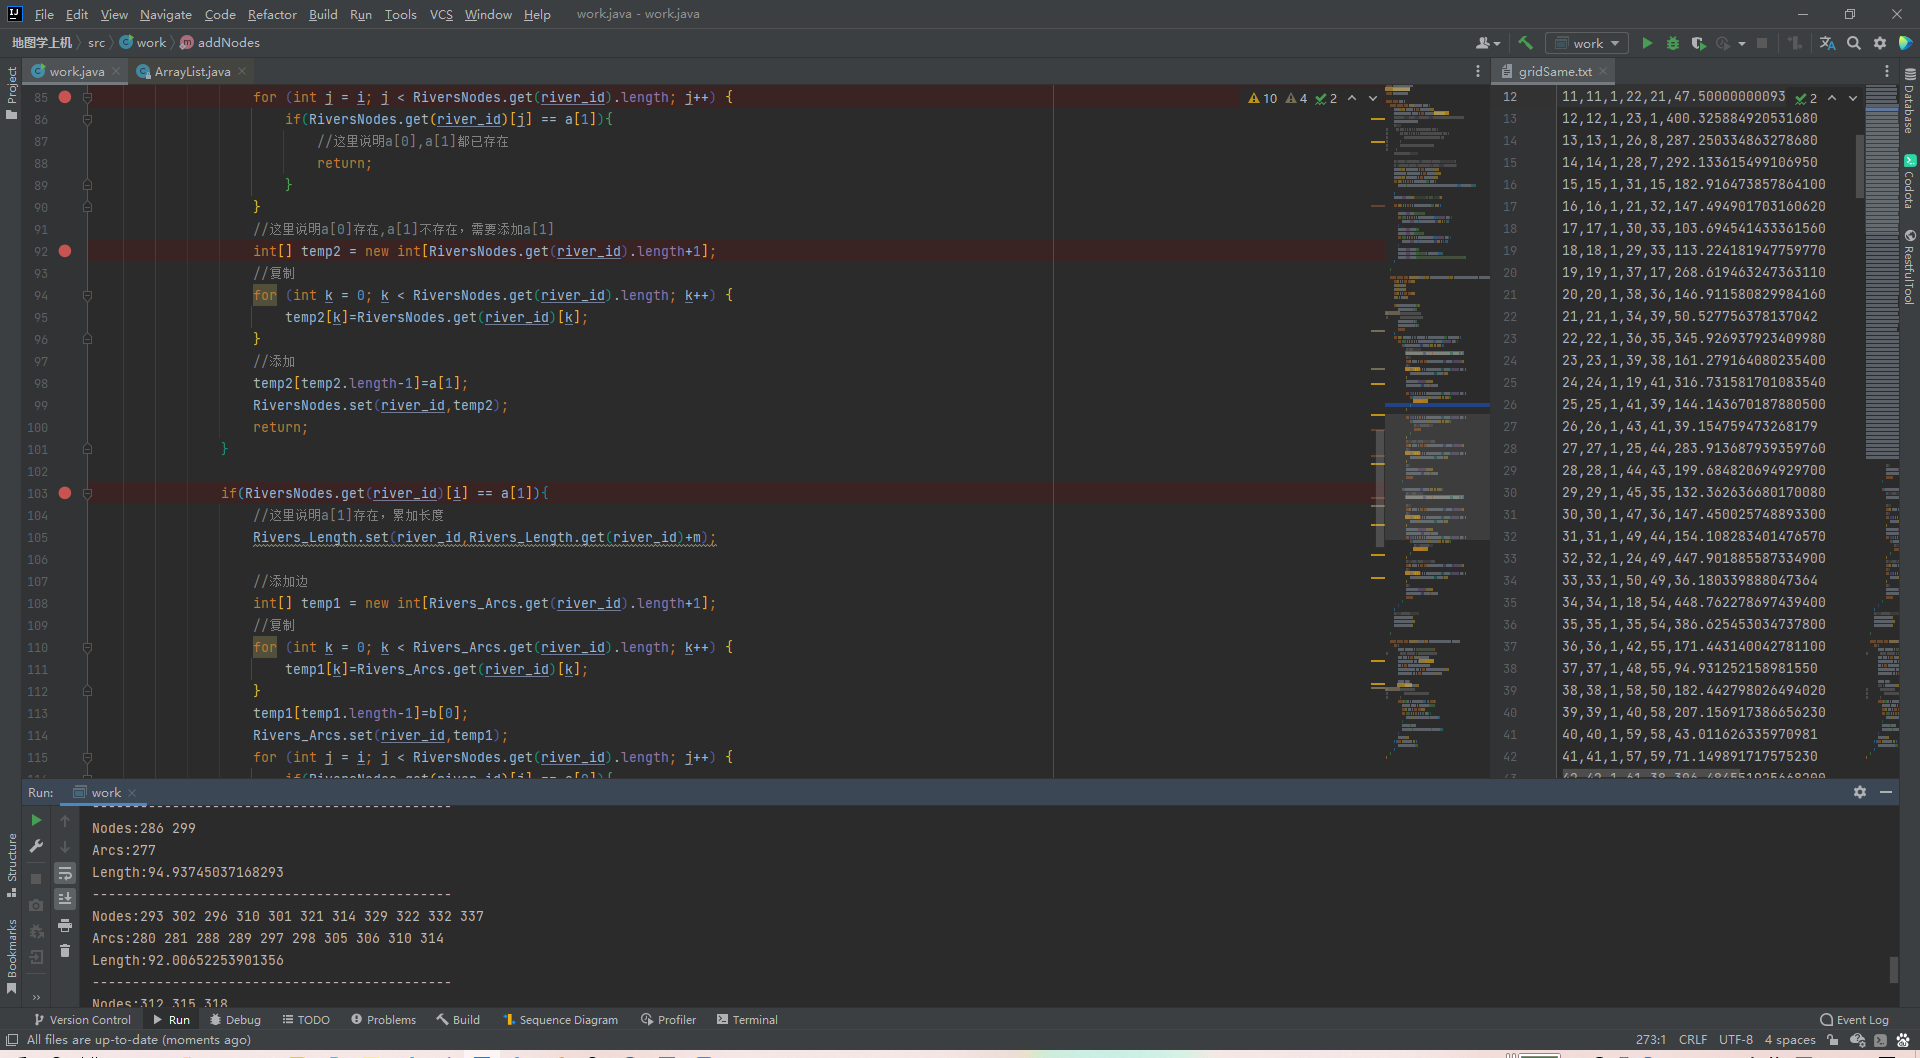 File Edit View Navigate Code Refactor Build Run Tools VCS Window Help work.java - work.java
地图学上机 src work addNodes work
work.java ArrayList.java gridSame.txt
Project
85 for (int j = i; j < RiversNodes.get(river_id).length; j++) {
86 if(RiversNodes.get(river_id)[j] == a[1]){
87 //这里说明a[0],a[1]都已存在
88 return;
89 }
90 }
91 //这里说明a[0]存在,a[1]不存在，需要添加a[1]
92 int[] temp2 = new int[RiversNodes.get(river_id).length+1];
93 //复制
94 for (int k = 0; k < RiversNodes.get(river_id).length; k++) {
95 temp2[k]=RiversNodes.get(river_id)[k];
96 }
97 //添加
98 temp2[temp2.length-1]=a[1];
99 RiversNodes.set(river_id,temp2);
100 return;
101 }
102
103 if(RiversNodes.get(river_id)[i] == a[1]){
104 //这里说明a[1]存在，累加长度
105 Rivers_Length.set(river_id,Rivers_Length.get(river_id)+m);
106
107 //添加边
108 int[] temp1 = new int[Rivers_Arcs.get(river_id).length+1];
109 //复制
110 for (int k = 0; k < Rivers_Arcs.get(river_id).length; k++) {
111 temp1[k]=Rivers_Arcs.get(river_id)[k];
112 }
113 temp1[temp1.length-1]=b[0];
114 Rivers_Arcs.set(river_id,temp1);
115 for (int j = i; j < RiversNodes.get(river_id).length; j++) {
10 4 2
12 11,11,1,22,21,47.50000000093
2
13 12,12,1,23,1,400.325884920531680
14 13,13,1,26,8,287.250334863278680
15 14,14,1,28,7,292.133615499106950
16 15,15,1,31,15,182.916473857864100
17 16,16,1,21,32,147.494901703160620
18 17,17,1,30,33,103.694541433361560
19 18,18,1,29,33,113.224181947759770
20 19,19,1,37,17,268.619463247363110
21 20,20,1,38,36,146.911580829984160
22 21,21,1,34,39,50.527756378137042
23 22,22,1,36,35,345.926937923409980
24 23,23,1,39,38,161.279164080235400
25 24,24,1,19,41,316.731581701083540
26 25,25,1,41,39,144.143670187880500
27 26,26,1,43,41,39.154759473268179
28 27,27,1,25,44,283.913687939359760
29 28,28,1,44,43,199.684820694929700
30 29,29,1,45,35,132.362636680170080
31 30,30,1,47,36,147.450025748893300
32 31,31,1,49,44,154.108283401476570
33 32,32,1,24,49,447.901885587334900
34 33,33,1,50,49,36.180339888047364
35 34,34,1,18,54,448.762278697439400
36 35,35,1,35,54,386.625453034737800
37 36,36,1,42,55,171.443140042781100
38 37,37,1,48,55,94.931252158981550
39 38,38,1,58,50,182.442798026494020
40 39,39,1,40,58,207.156917386656230
41 40,40,1,59,58,43.011626335970981
42 41,41,1,57,59,71.149891717575230
Database
Codota
RestfulTool
Run: work
Nodes:286 299
Arcs:277
Length:94.93745037168293
---------------------------------------------
Nodes:293 302 296 310 301 321 314 329 322 332 337
Arcs:280 281 288 289 297 298 305 306 310 314
Length:92.00652253901356
---------------------------------------------
Nodes:312 315 318
Structure
Bookmarks
Version Control Run Debug TODO Problems Build Sequence Diagram Profiler Terminal Event Log
All files are up-to-date (moments ago) 273:1 CRLF UTF-8 4 spaces